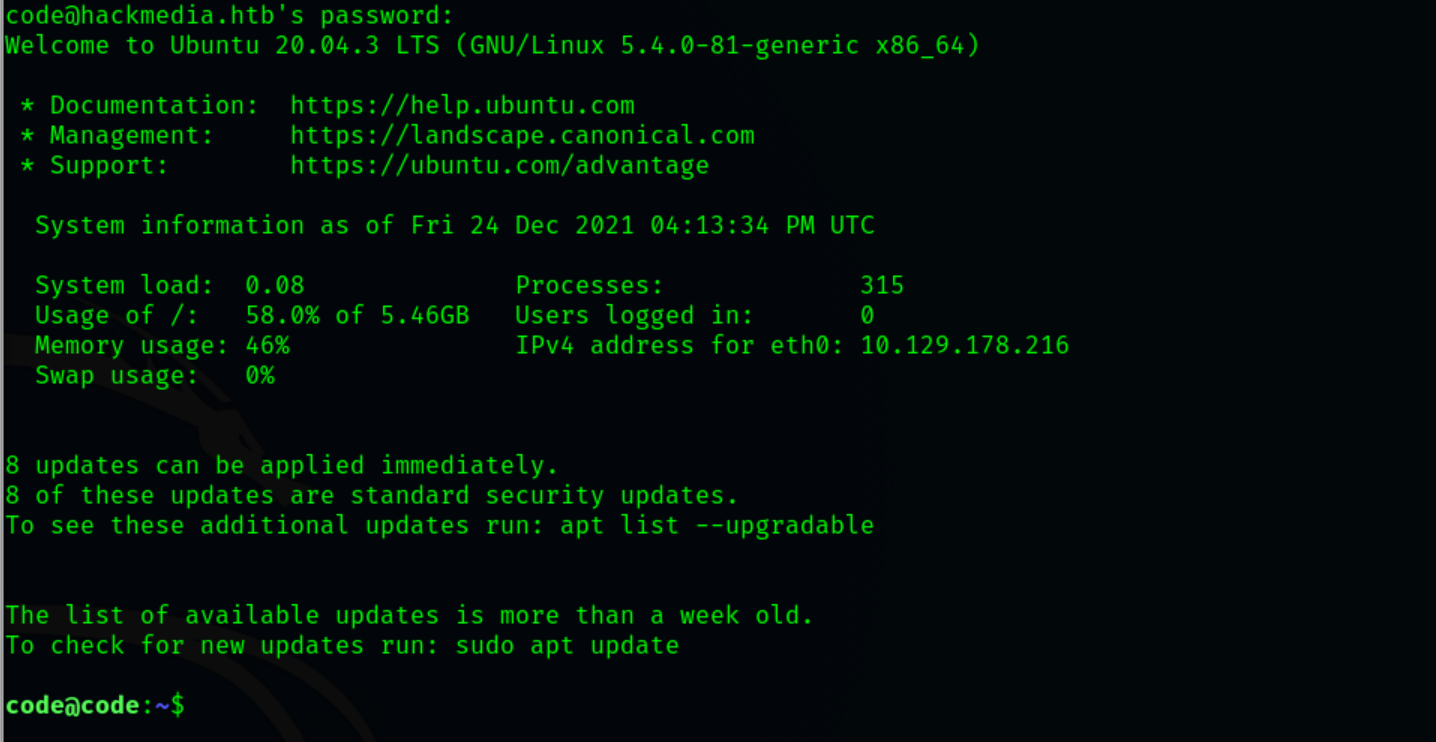 code@hackmedia.htb's password:
Welcome to Ubuntu 20.04.3 LTS (GNU/Linux 5.4.0-81-generic x86_64)
* Documentation: https://help.ubuntu.com
* Management: https://landscape.canonical.com
* Support: https://ubuntu.com/advantage
System information as of Fri 24 Dec 2021 04:13:34 PM UTC
System load: 0.08 Processes: 315
Usage of /: 58.0% of 5.46GB Users logged in: 0
Memory usage: 46% IPv4 address for eth0: 10.129.178.216
Swap usage: 0%
8 updates can be applied immediately.
8 of these updates are standard security updates.
To see these additional updates run: apt list --upgradable
The list of available updates is more than a week old.
To check for new updates run: sudo apt update
code@code:~$